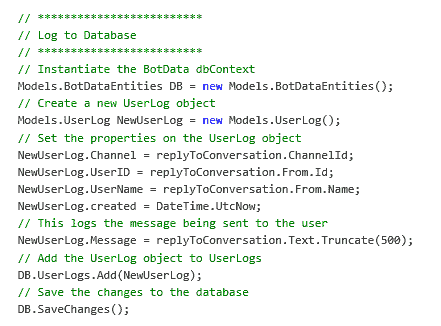 // *************************
// Log to Database
// *************************
// Instantiate the BotData dbContext
Models.BotDataEntities DB = new Models.BotDataEntities();
// Create a new UserLog object
Models.UserLog NewUserLog = new Models.UserLog();
// Set the properties on the UserLog object
NewUserLog.Channel = replyToConversation.ChannelId;
NewUserLog.UserID = replyToConversation.From.Id;
NewUserLog.UserName = replyToConversation.From.Name;
NewUserLog.created = DateTime.UtcNow;
// This logs the message being sent to the user
NewUserLog.Message = replyToConversation.Text.Truncate(500);
// Add the UserLog object to UserLogs
DB.UserLogs.Add(NewUserLog);
// Save the changes to the database
DB.SaveChanges();